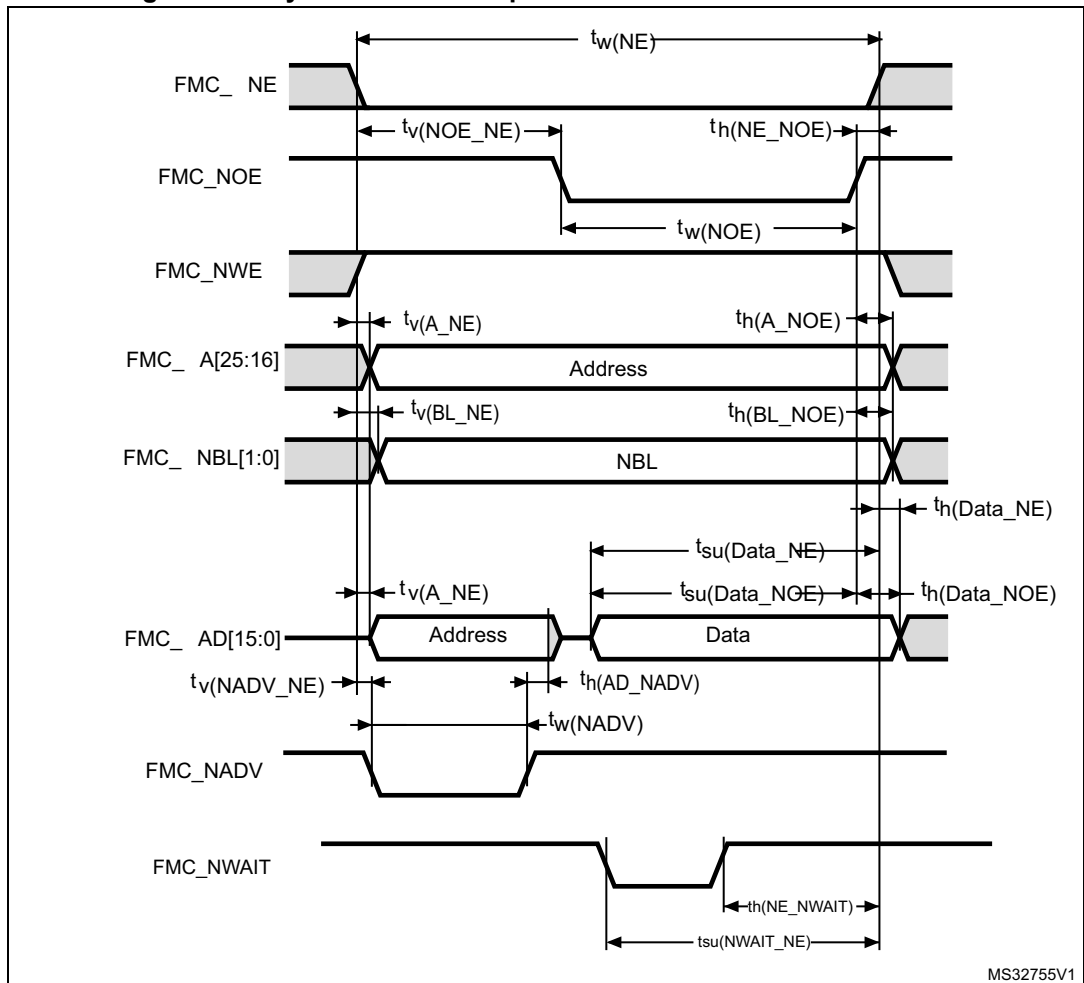 tw(NE)
FMC_ NE
tv(NOE_NE)
th(NE_NOE)
FMC_NOE
tw(NOE)
FMC_NWE
tv(A_NE)
th(A_NOE)
FMC_ A[25:16]
Address
tv(BL_NE)
th(BL_NOE)
FMC_ NBL[1:0]
NBL
th(Data_NE)
tsu(Data_NE)
tv(A_NE)
tsu(Data_NOE)
th(Data_NOE)
FMC_ AD[15:0]
Address
Data
tv(NADV_NE)
th(AD_NADV)
tw(NADV)
FMC_NADV
FMC_NWAIT
th(NE_NWAIT)
tsu(NWAIT_NE)
MS32755V1